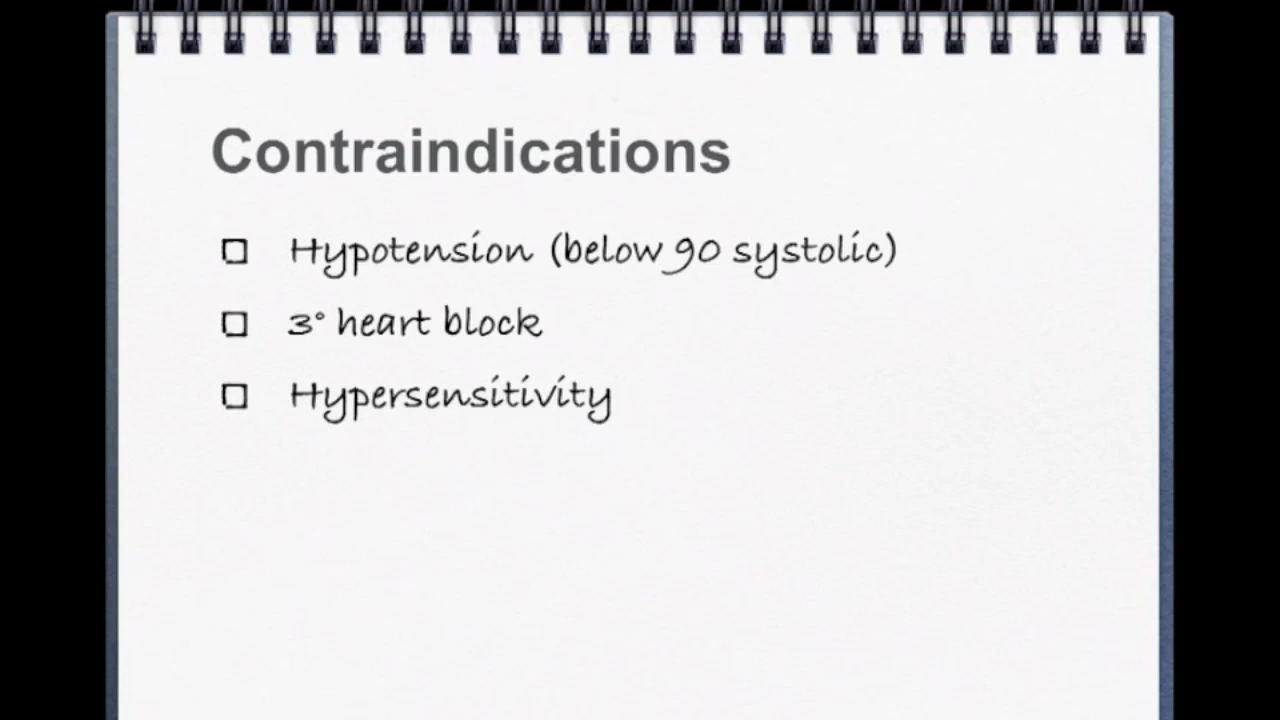 Contraindications
Hypotension (below 90 systolic)
3° heart block
Hypersensitivity